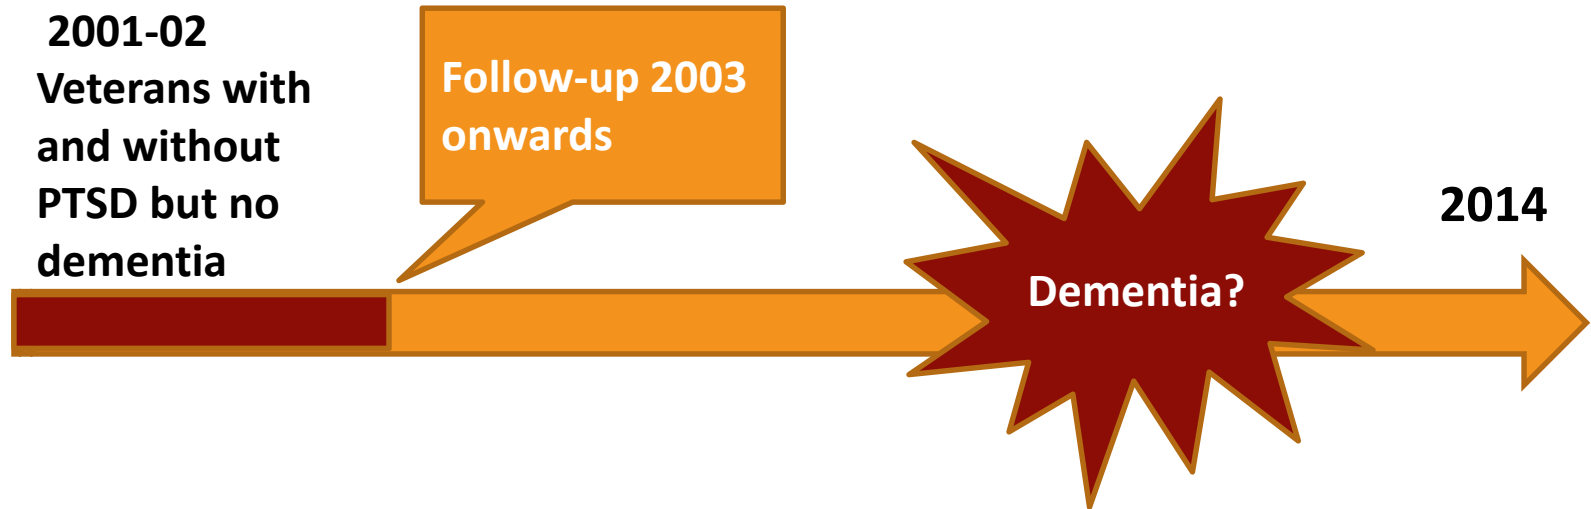 2001-02
Veterans with
and without
PTSD but no
dementia
Follow-up 2003
onwards
Dementia?
2014